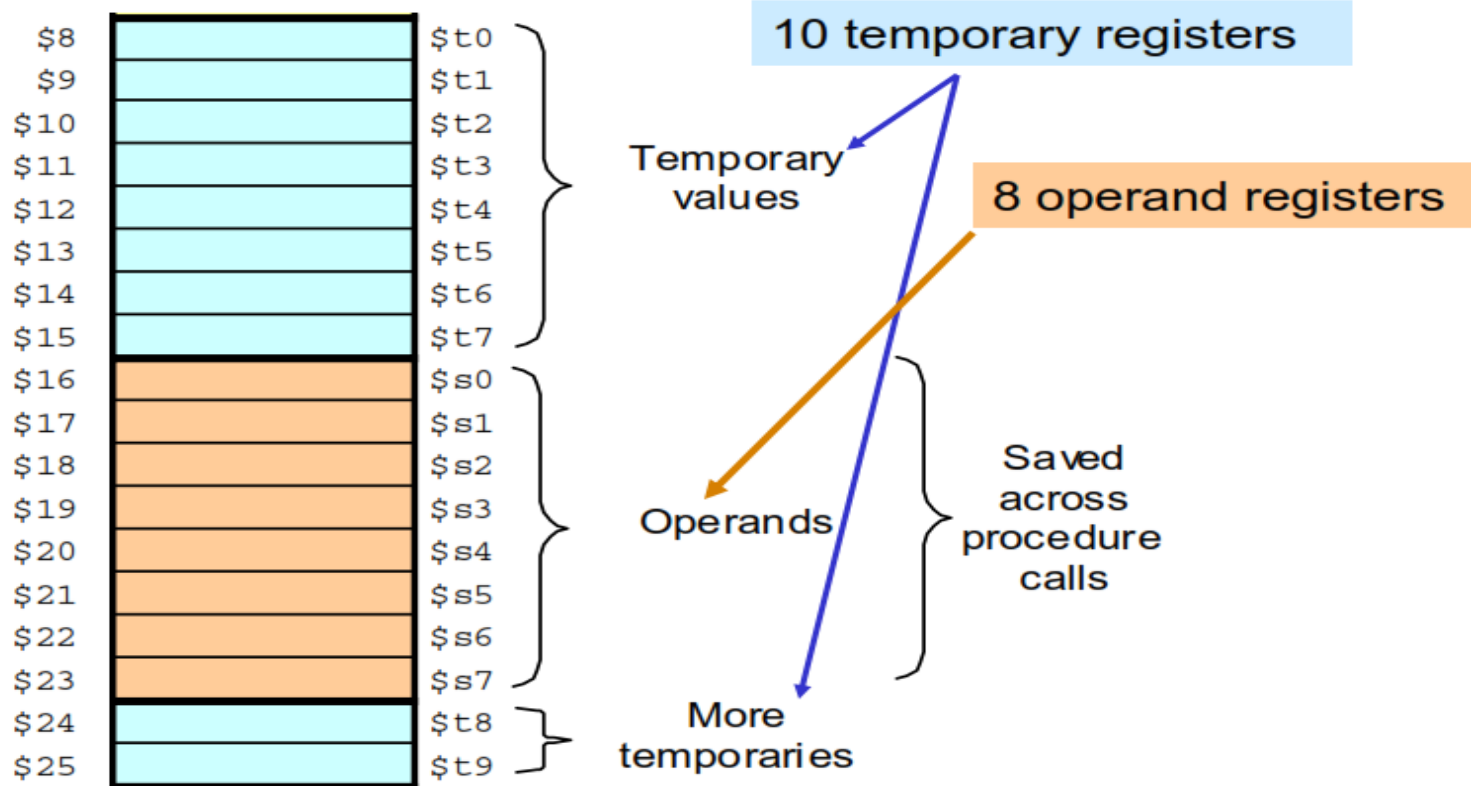 10 temporary registers
$8 $t0
$9 $t1
$10 $t2
$11 $t3
$12 $t4
$13 $t5
$14 $t6
$15 $t7
Temporary
values
8 operand registers
$16 $s0
$17 $s1
$18 $s2
$19 $s3
$20 $s4
$21 $s5
$22 $s6
$23 $s7
Operands
Saved
across
procedure
calls
$24 $t8
$25 $t9
More
temporaries